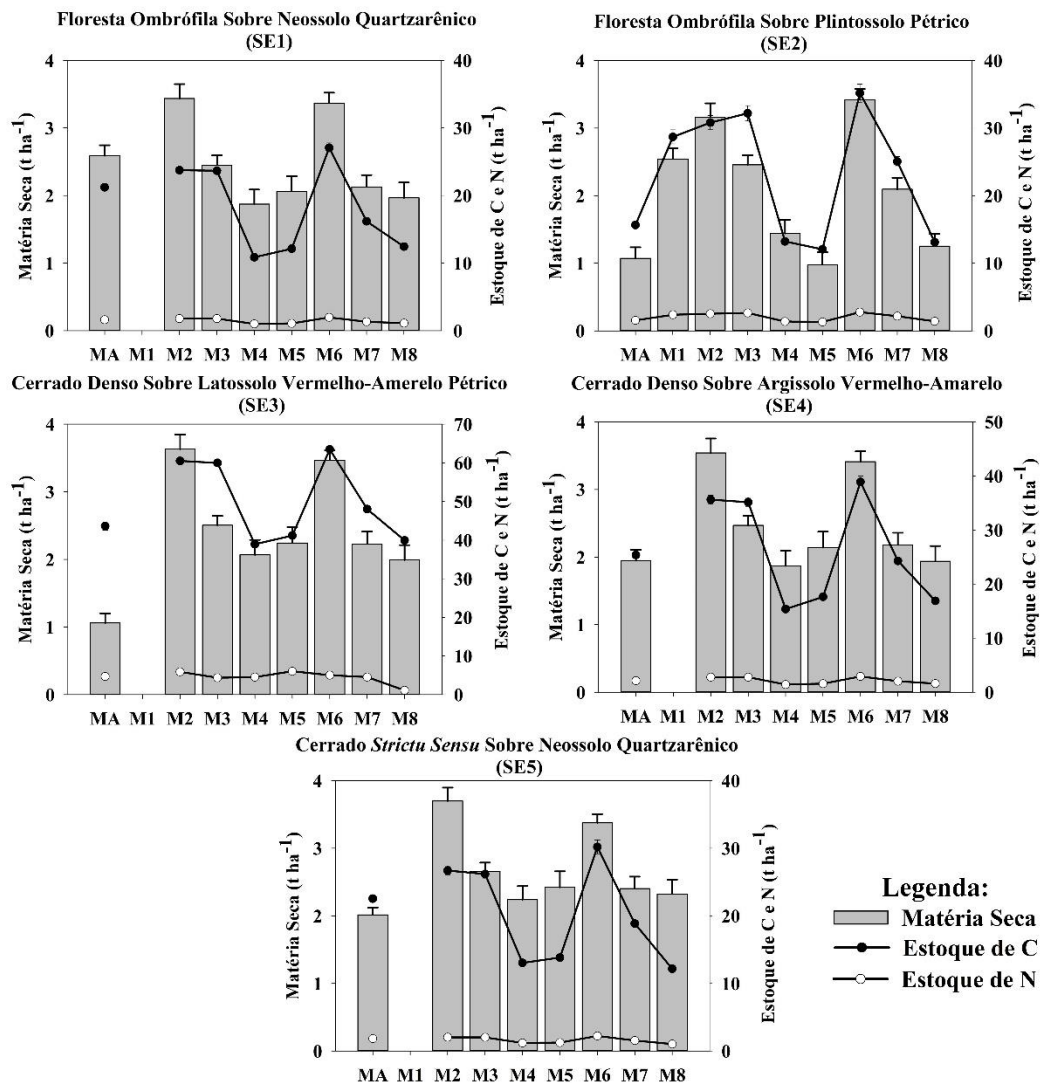 Floresta Ombrófila Sobre Neossolo Quartzarênico
(SE1)
4
3
2
1
0
Matéria Seca (t ha-1)
40
30
20
10
0
Estoque de C e N (t ha-1)
MA M1 M2 M3 M4 M5 M6 M7 M8
Floresta Ombrófila Sobre Plintossolo Pétrico
(SE2)
4
3
2
1
0
Matéria Seca (t ha-1)
40
30
20
10
0
Estoque de C e N (t ha-1)
MA M1 M2 M3 M4 M5 M6 M7 M8
Cerrado Denso Sobre Latossolo Vermelho-Amerelo Pétrico
(SE3)
4
3
2
1
0
Matéria Seca (t ha-1)
70
60
50
40
30
20
10
0
Estoque de C e N (t ha-1)
MA M1 M2 M3 M4 M5 M6 M7 M8
Cerrado Denso Sobre Argissolo Vermelho-Amarelo
(SE4)
4
3
2
1
0
Matéria Seca (t ha-1)
50
40
30
20
10
0
Estoque de C e N (t ha-1)
MA M1 M2 M3 M4 M5 M6 M7 M8
Cerrado Strictu Sensu Sobre Neossolo Quartzarênico
(SE5)
4
3
2
1
0
Matéria Seca (t ha-1)
40
30
20
10
0
Estoque de C e N (t ha-1)
MA M1 M2 M3 M4 M5 M6 M7 M8
Legenda:
Matéria Seca
Estoque de C
Estoque de N